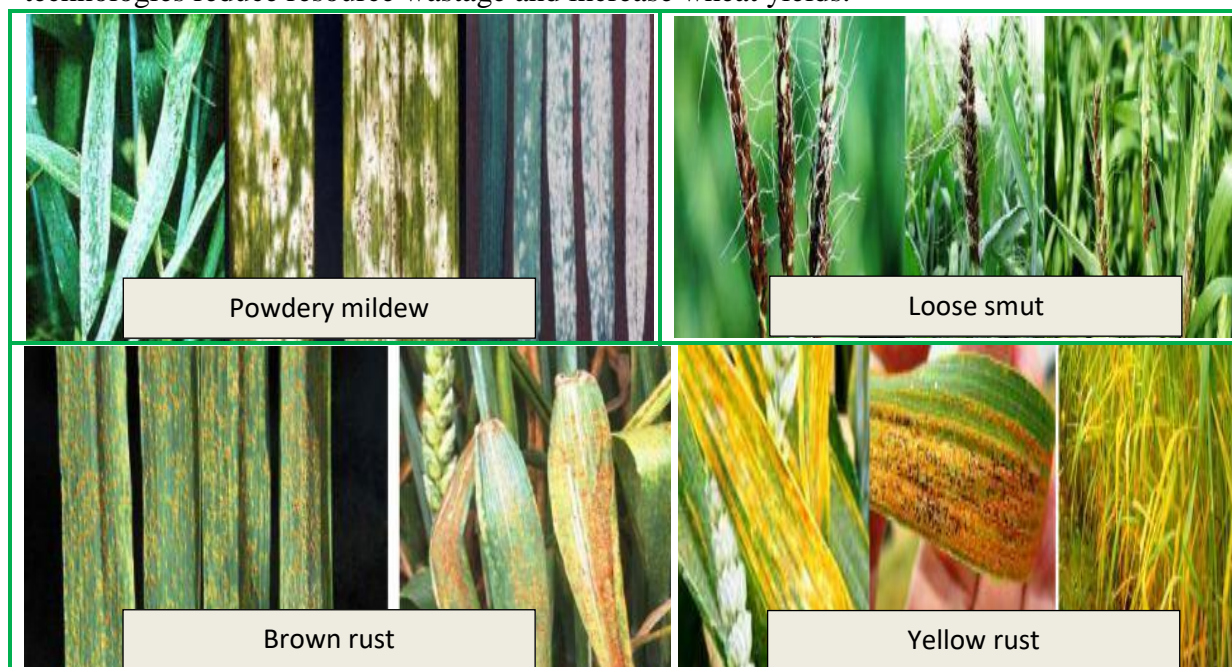 technologies reduce resource wastage and increase wheat yields.
Powdery mildew
Loose smut
Brown rust
Yellow rust